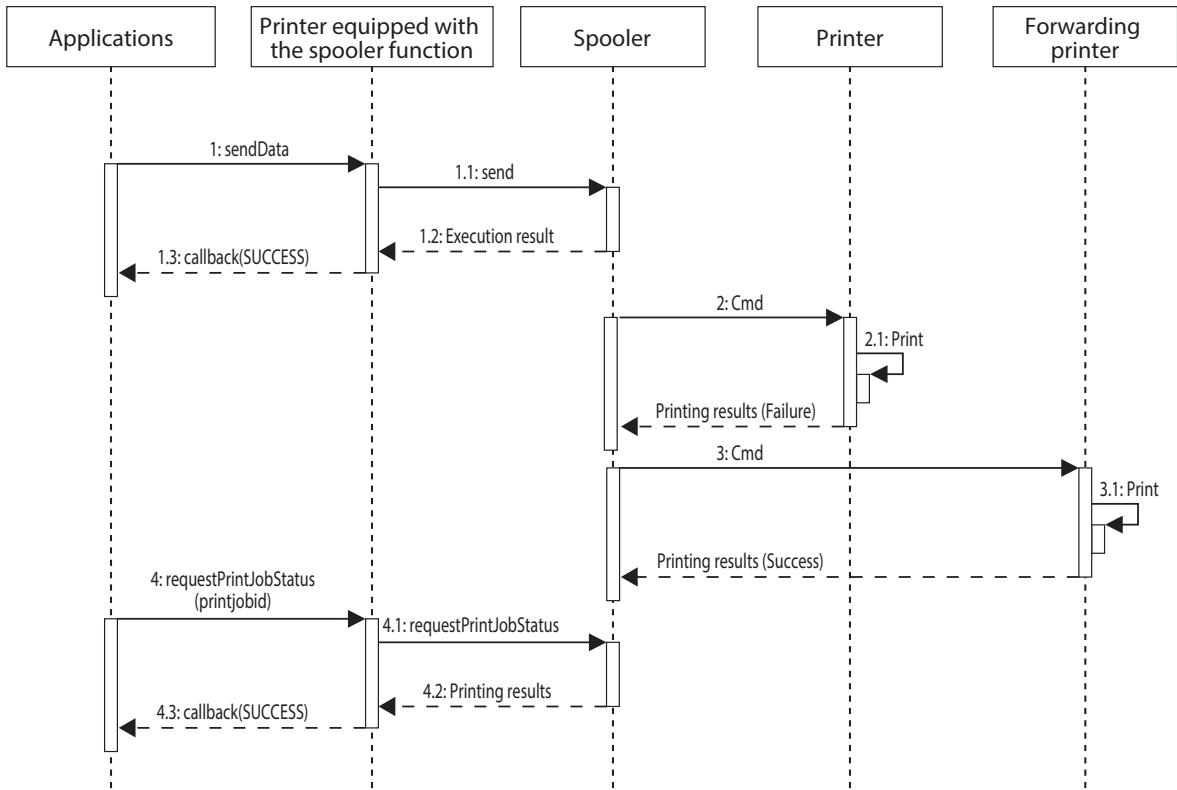 Applications
Printer equipped with
the spooler function
Spooler
Printer
Forwarding
printer
1: sendData
1.1: send
1.2: Execution result
1.3: callback(SUCCESS)
2: Cmd
2.1: Print
Printing results (Failure)
3: Cmd
3.1: Print
Printing results (Success)
4: requestPrintJobStatus
(printjobid)
4.1: requestPrintJobStatus
4.2: Printing results
4.3: callback(SUCCESS)